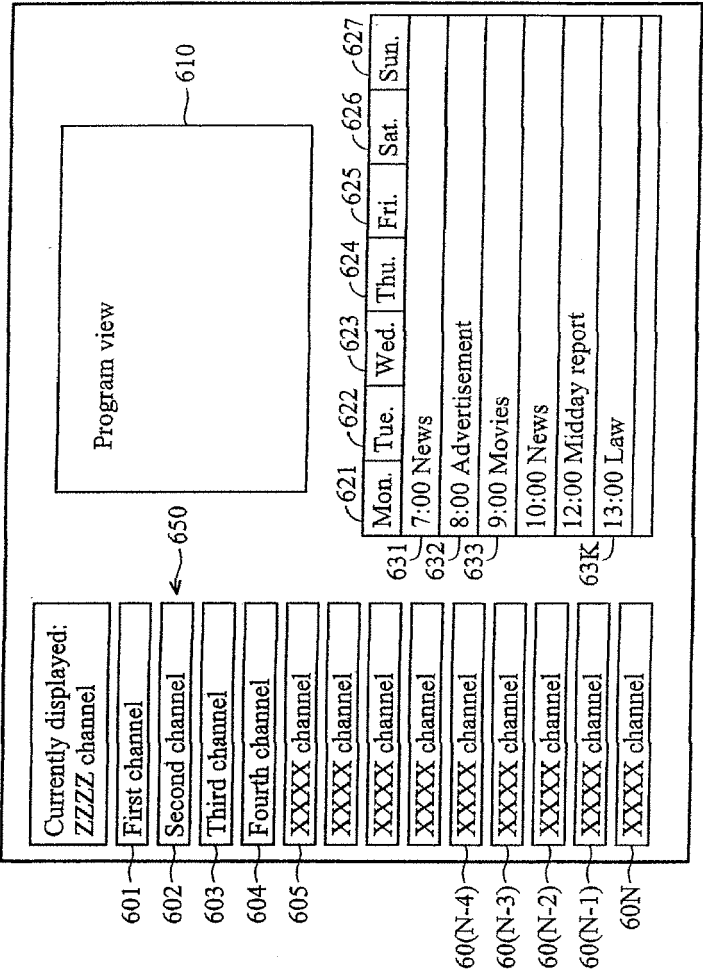 Currently displayed:
ZZZZ channel
601
First channel
602
Second channel
650
603
Third channel
604
Fourth channel
605
XXXX channel
XXXX channel
XXXX channel
XXXX channel
60(N-4)
XXXX channel
60(N-3)
XXXX channel
60(N-2)
XXXX channel
60(N-1)
XXXX channel
60N
XXXX channel
Program view
610
621 622 623 624 625 626 627
Mon. Tue. Wed. Thu. Fri. Sat. Sun.
631
7:00 News
632
8:00 Advertisement
633
9:00 Movies
10:00 News
12:00 Midday report
63K
13:00 Law